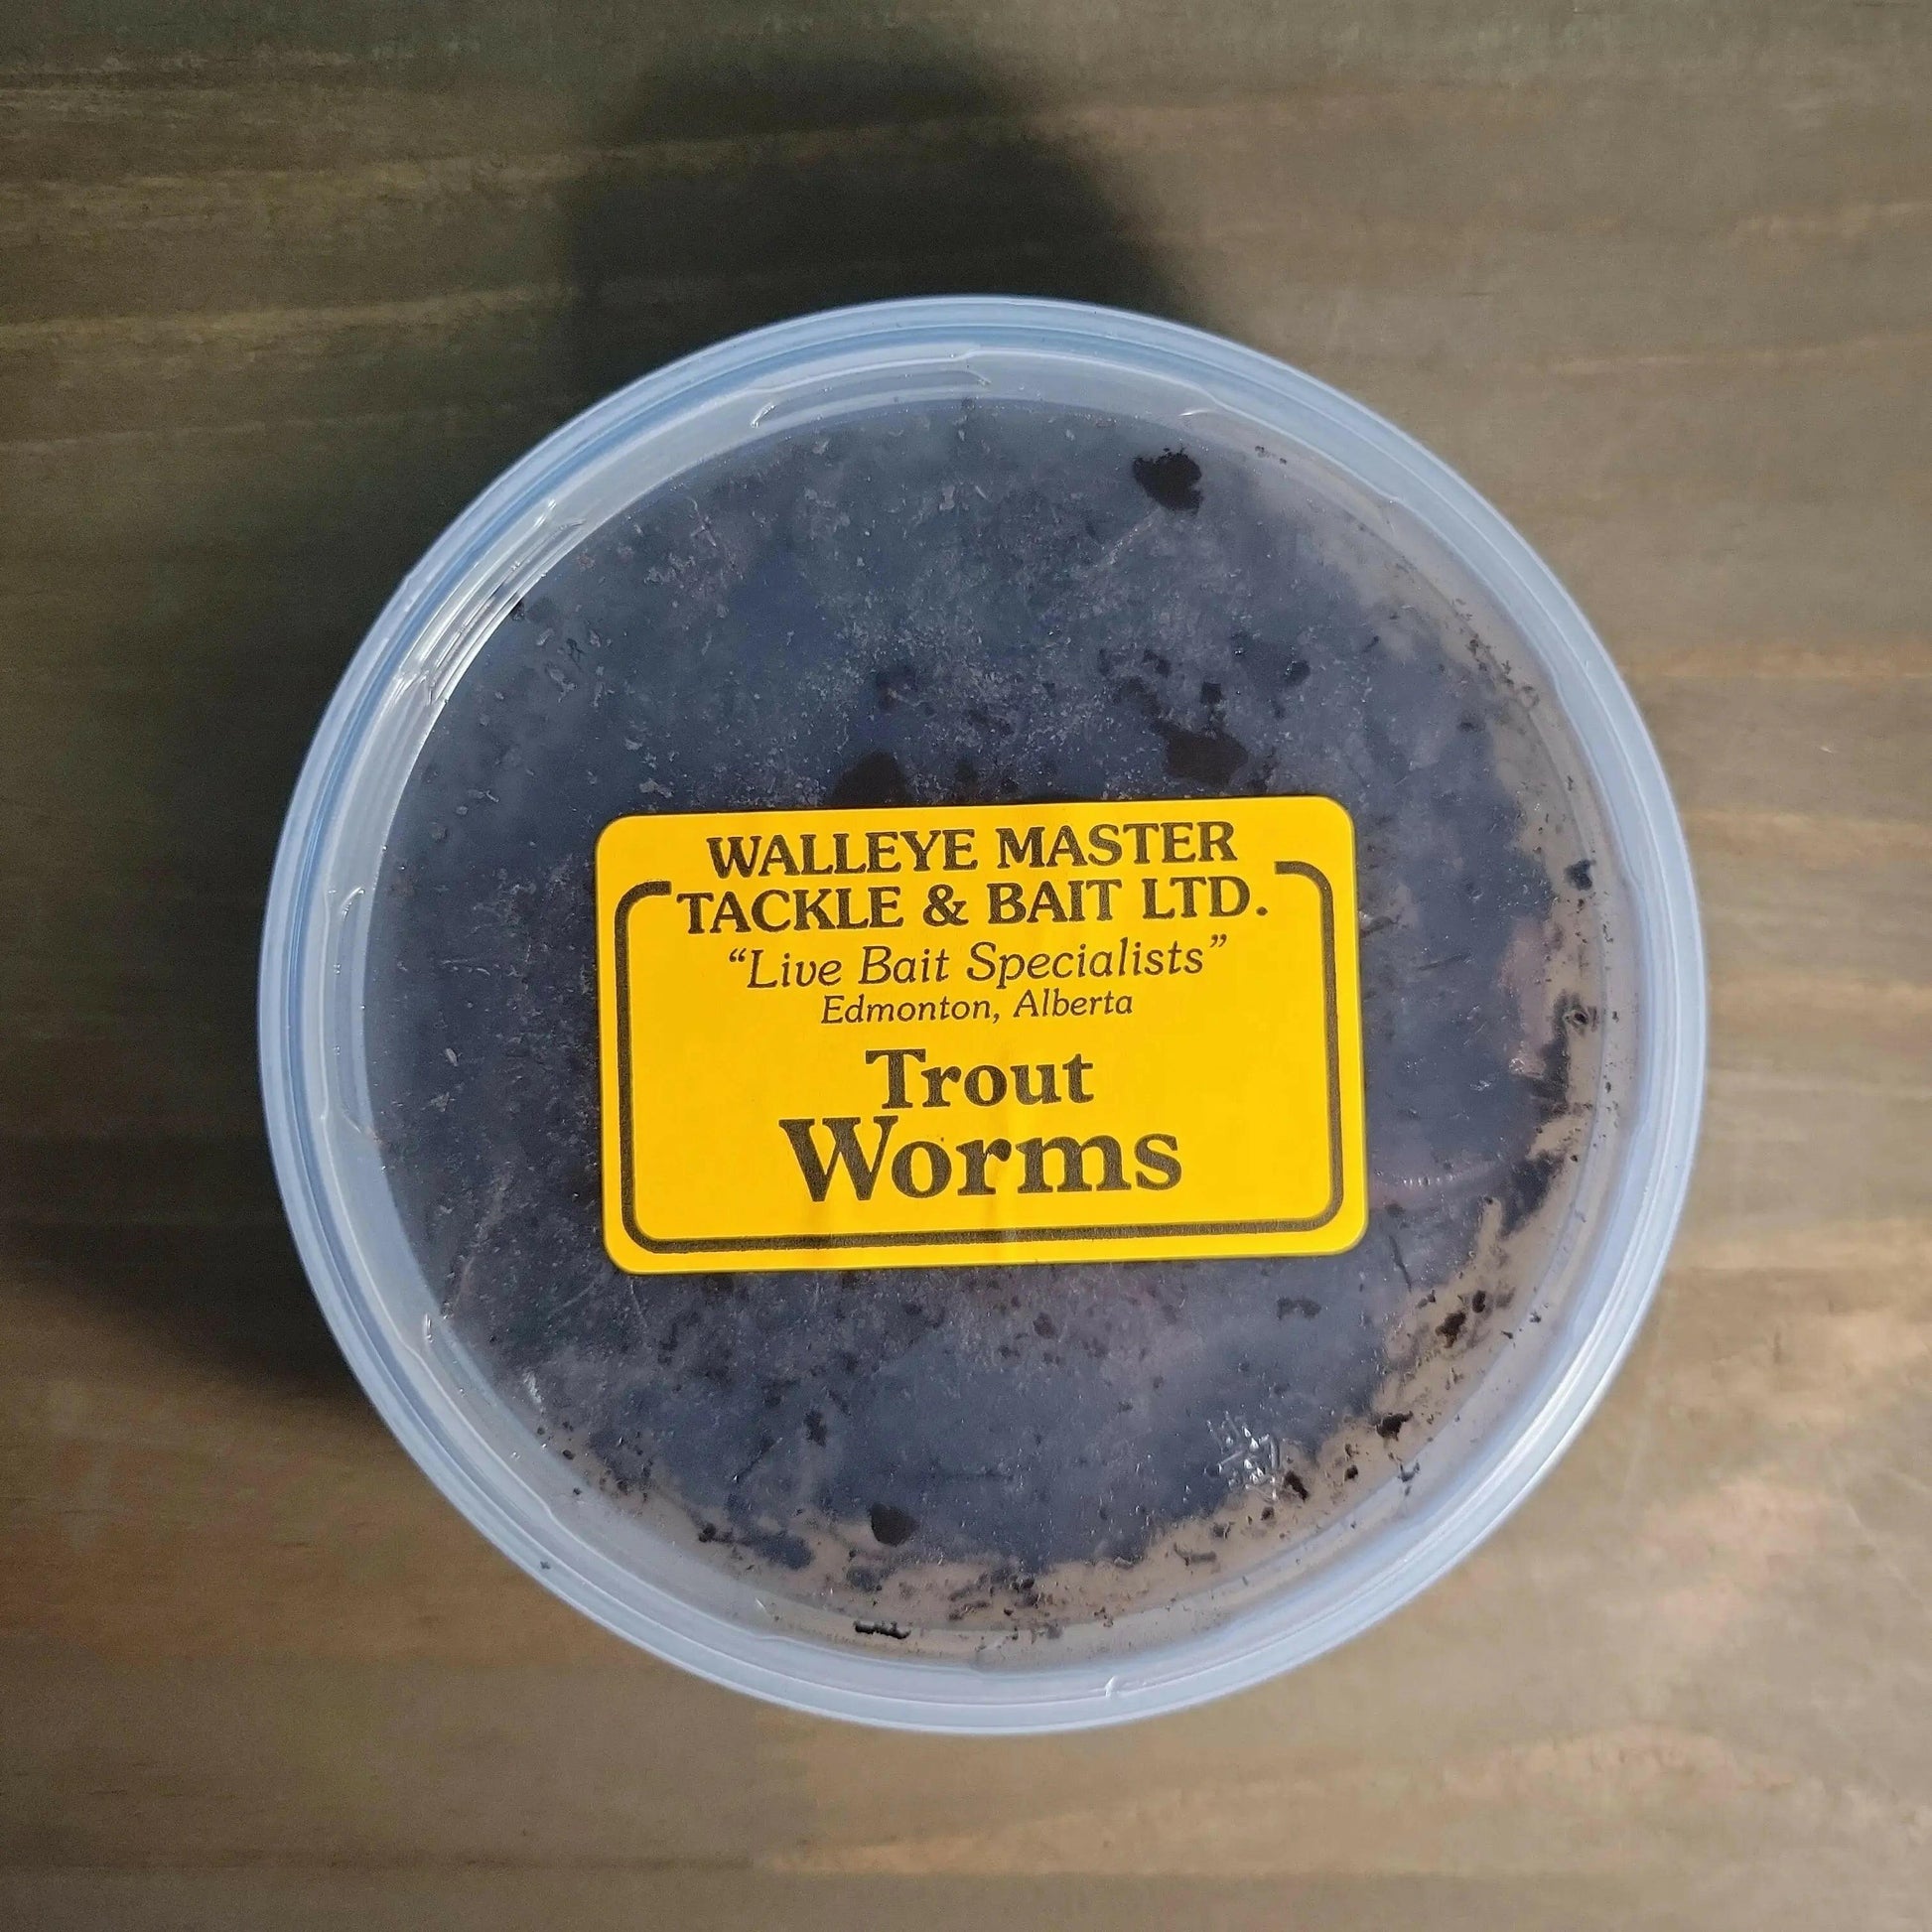 WALLEYE MASTER
TACKLE & BAIT LTD.
“Live Bait Specialists”
Edmonton, Alberta
Trout
Worms